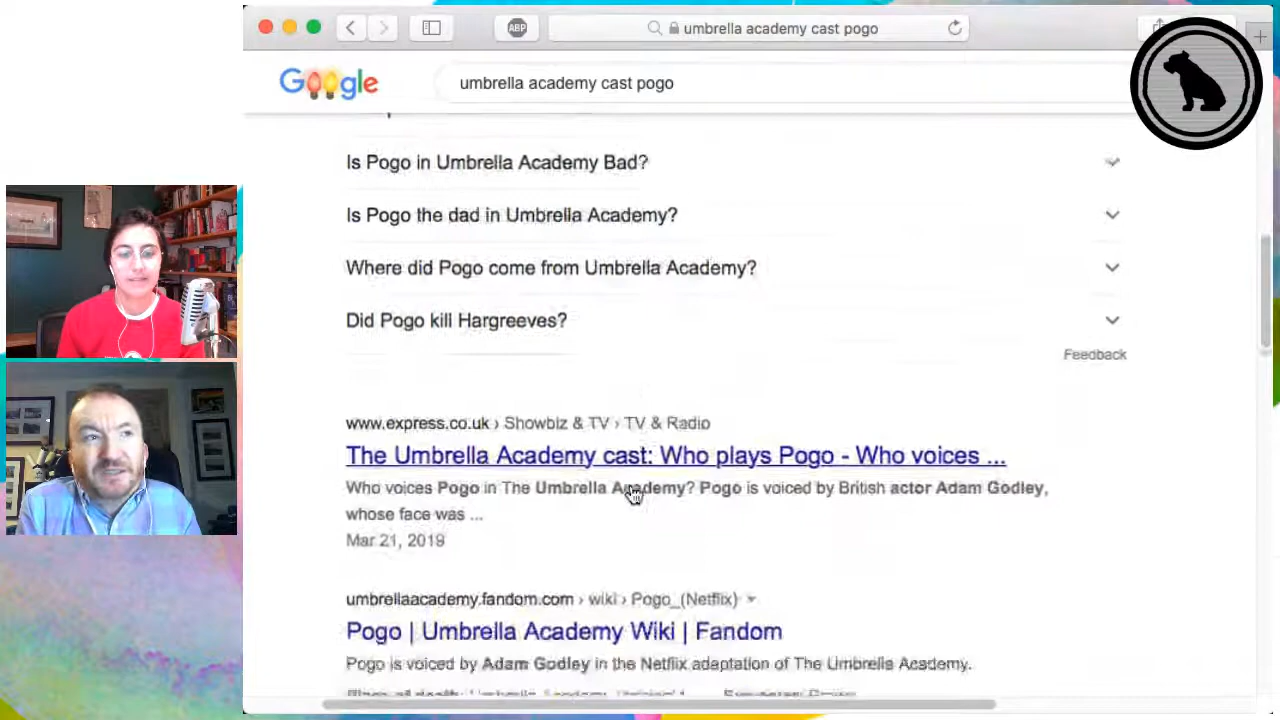 ABP
umbrella academy cast pogo
Google
umbrella academy cast pogo
Is Pogo in Umbrella Academy Bad?
Is Pogo the dad in Umbrella Academy?
Where did Pogo come from Umbrella Academy?
Did Pogo kill Hargreeves?
Feedback
www.express.co.uk › Showbiz & TV › TV & Radio
The Umbrella Academy cast: Who plays Pogo - Who voices ...
Who voices Pogo in The Umbrella Academy? Pogo is voiced by British actor Adam Godley,
whose face was ...
Mar 21, 2019
umbrellaacademy.fandom.com › wiki › Pogo_(Netflix)
Pogo | Umbrella Academy Wiki | Fandom
Pogo is voiced by Adam Godley in the Netflix adaptation of The Umbrella Academy.